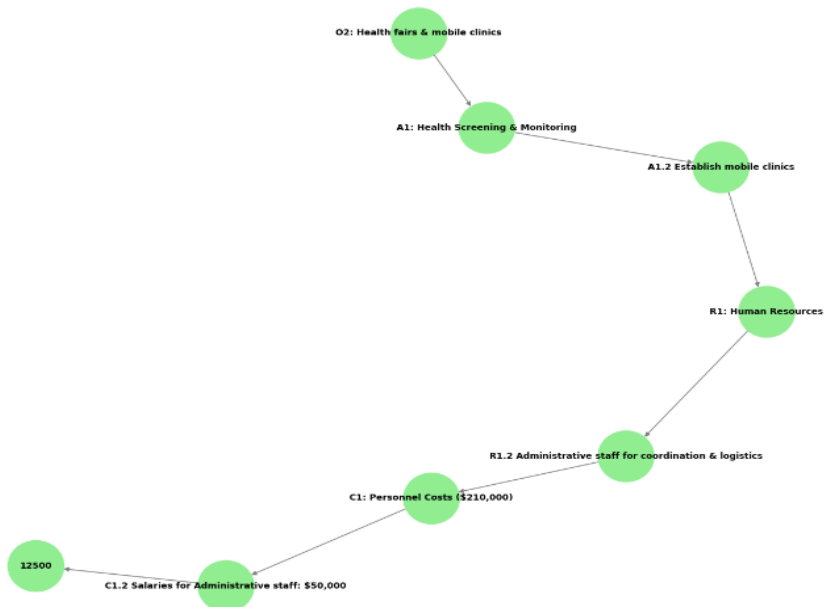 O2: Health fairs & mobile clinics
A1: Health Screening & Monitoring
A1.2 Establish mobile clinics
R1: Human Resources
R1.2 Administrative staff for coordination & logistics
C1: Personnel Costs ($210,000)
12500
C1.2 Salaries for Administrative staff: $50,000